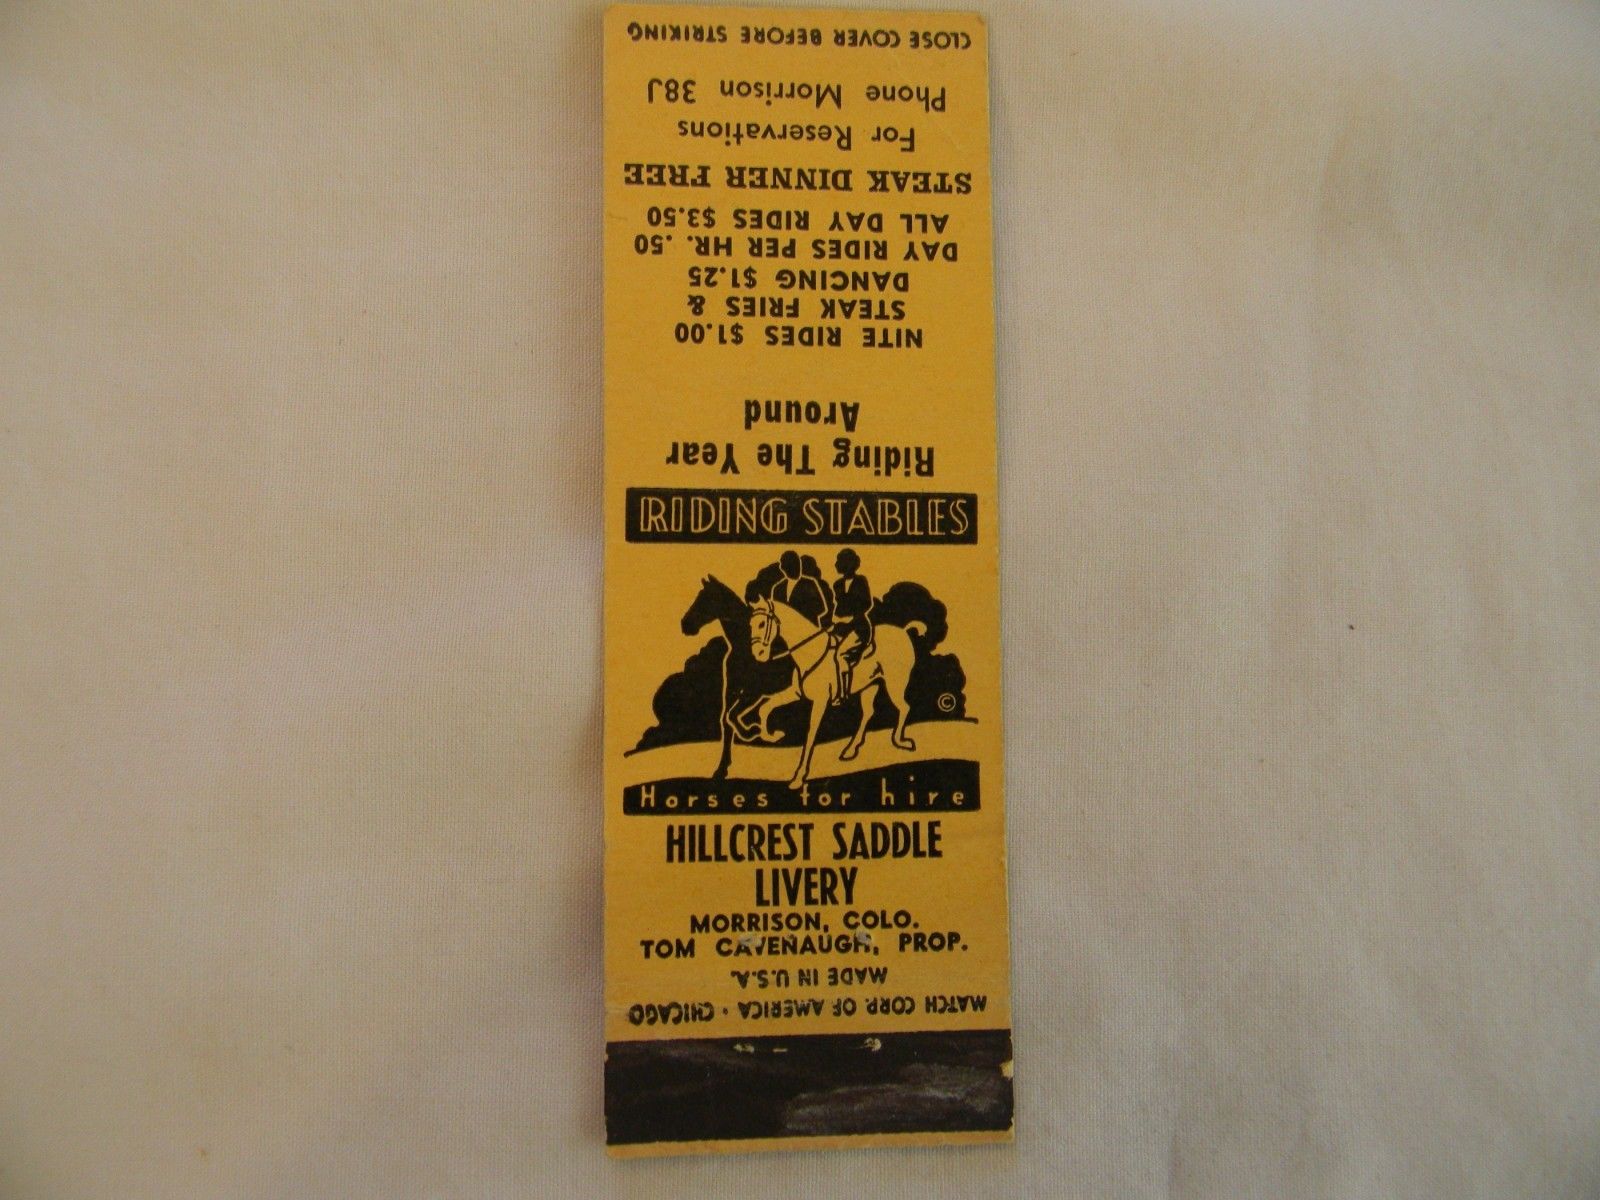 RIDING STABLES
Horses for hire
HILLCREST SADDLE
LIVERY
MORRISON, COLO.
TOM CAVENAUGH, PROP.
©
Riding The Year
Around
NITE RIDES $1.00
STEAK FRIES &
DANCING $1.25
DAY RIDES PER HR. .50
ALL DAY RIDES $3.50
STEAK DINNER FREE
For Reservations
Phone Morrison 38J
CLOSE COVER BEFORE STRIKING
MATCH CORP. OF AMERICA • CHICAGO
MADE IN U.S.A.